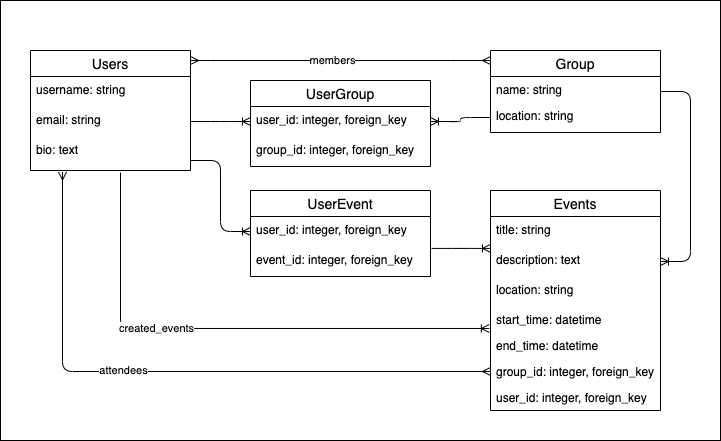 Users
username: string
email: string
bio: text
members
Group
name: string
location: string
UserGroup
user_id: integer, foreign_key
group_id: integer, foreign_key
UserEvent
user_id: integer, foreign_key
event_id: integer, foreign_key
Events
title: string
description: text
location: string
start_time: datetime
end_time: datetime
group_id: integer, foreign_key
user_id: integer, foreign_key
created_events
attendees